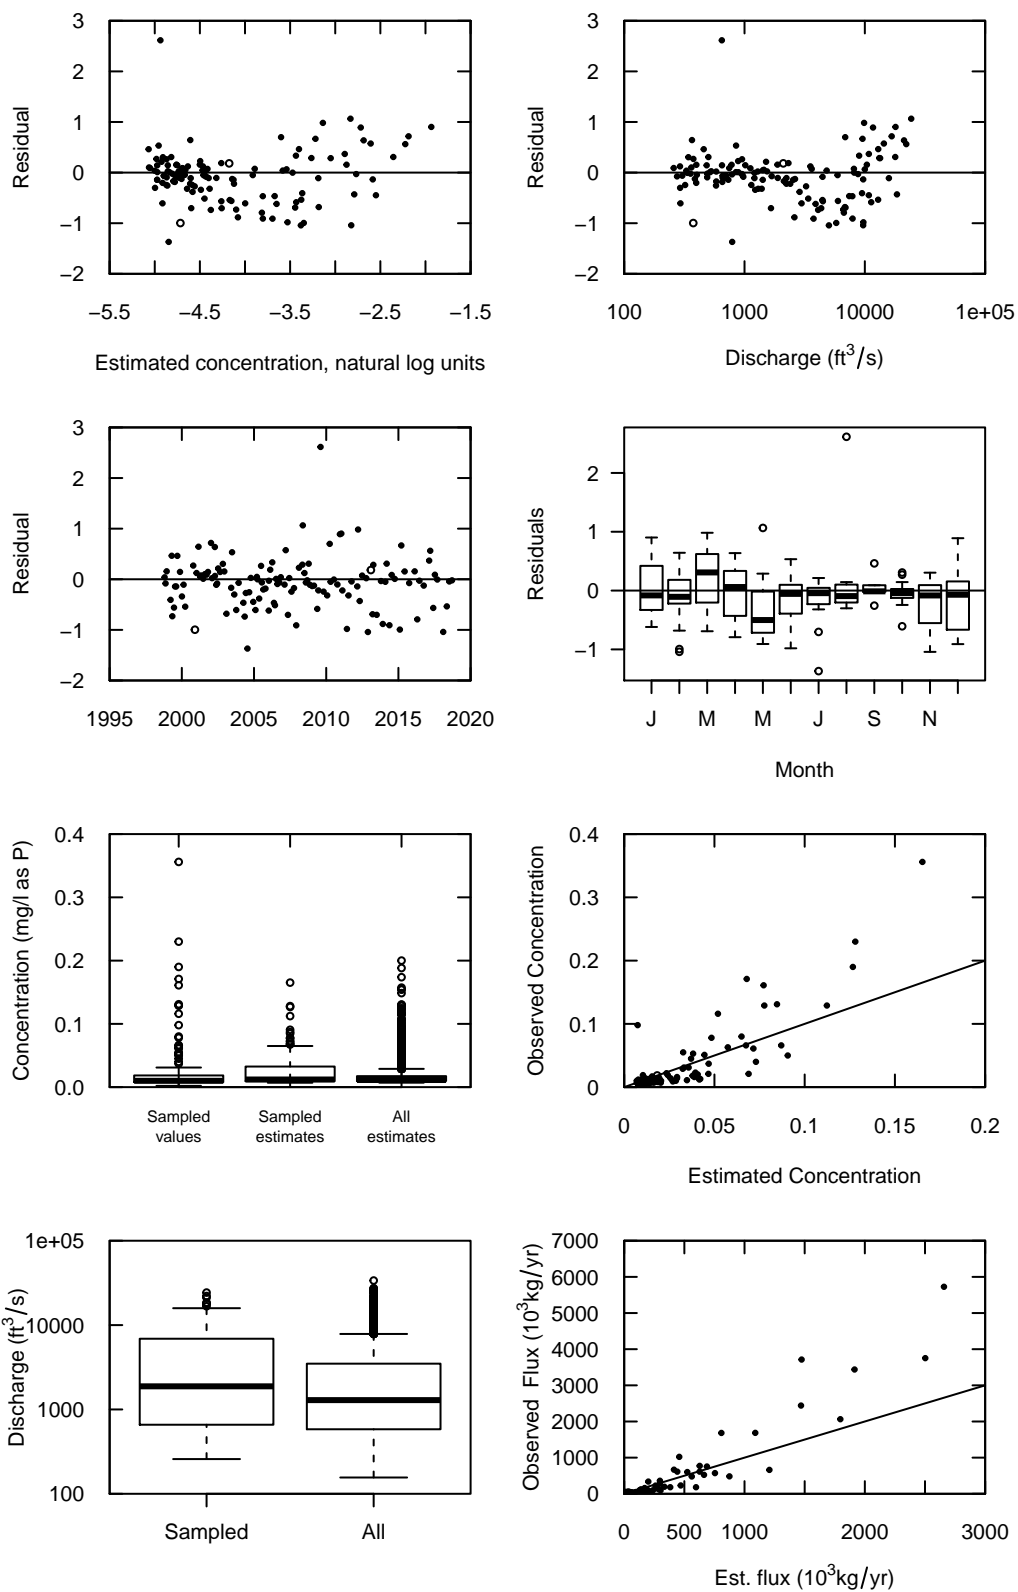 3
2
1
0
−1
−2
−5.5 −4.5 −3.5 −2.5 −1.5
Residual
Estimated concentration, natural log units
3
2
1
0
−1
−2
100 1000 10000 1e+05
Residual
Discharge (ft³/s)
3
2
1
0
−1
−2
1995 2000 2005 2010 2015 2020
Residual
2
1
0
−1
J M M J S N
Residuals
Month
0.4
0.3
0.2
0.1
0.0
Concentration (mg/l as P)
Sampled Sampled All
values estimates estimates
0.4
0.3
0.2
0.1
0
0 0.05 0.1 0.15 0.2
Observed Concentration
Estimated Concentration
1e+05
10000
1000
100
Discharge (ft³/s)
Sampled All
7000
6000
5000
4000
3000
2000
1000
0
0 500 1000 2000 3000
Observed Flux (10³kg/yr)
Est. flux (10³kg/yr)